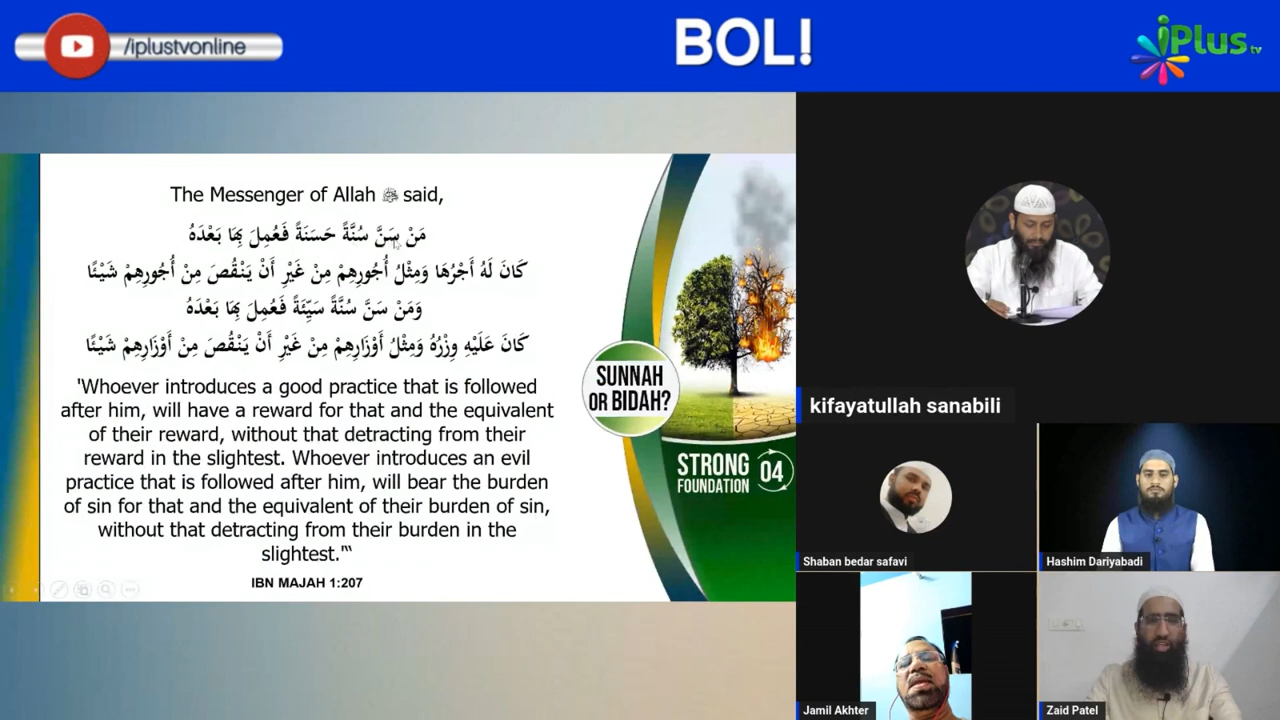 /iplustvonline
BOL!
iPlus tv
The Messenger of Allah ﷺ said,
مَنْ سَنَّ سُنَّةً حَسَنَةً فَعُمِلَ بِهَا بَعْدَهُ
كَانَ لَهُ أَجْرُهَا وَمِثْلُ أُجُورِهِمْ مِنْ غَيْرِ أَنْ يَنْقُصَ مِنْ أُجُورِهِمْ شَيْئًا
وَمَنْ سَنَّ سُنَّةً سَيِّئَةً فَعُمِلَ بِهَا بَعْدَهُ
كَانَ عَلَيْهِ وِزْرُهُ وَمِثْلُ أَوْزَارِهِمْ مِنْ غَيْرِ أَنْ يَنْقُصَ مِنْ أَوْزَارِهِمْ شَيْئًا
'Whoever introduces a good practice that is followed
after him, will have a reward for that and the equivalent
of their reward, without that detracting from their
reward in the slightest. Whoever introduces an evil
practice that is followed after him, will bear the burden
of sin for that and the equivalent of their burden of sin,
without that detracting from their burden in the
slightest.'"
IBN MAJAH 1:207
SUNNAH
OR BIDAH?
STRONG
FOUNDATION 04
kifayatullah sanabili
Shaban bedar safavi
Hashim Dariyabadi
Jamil Akhter
Zaid Patel